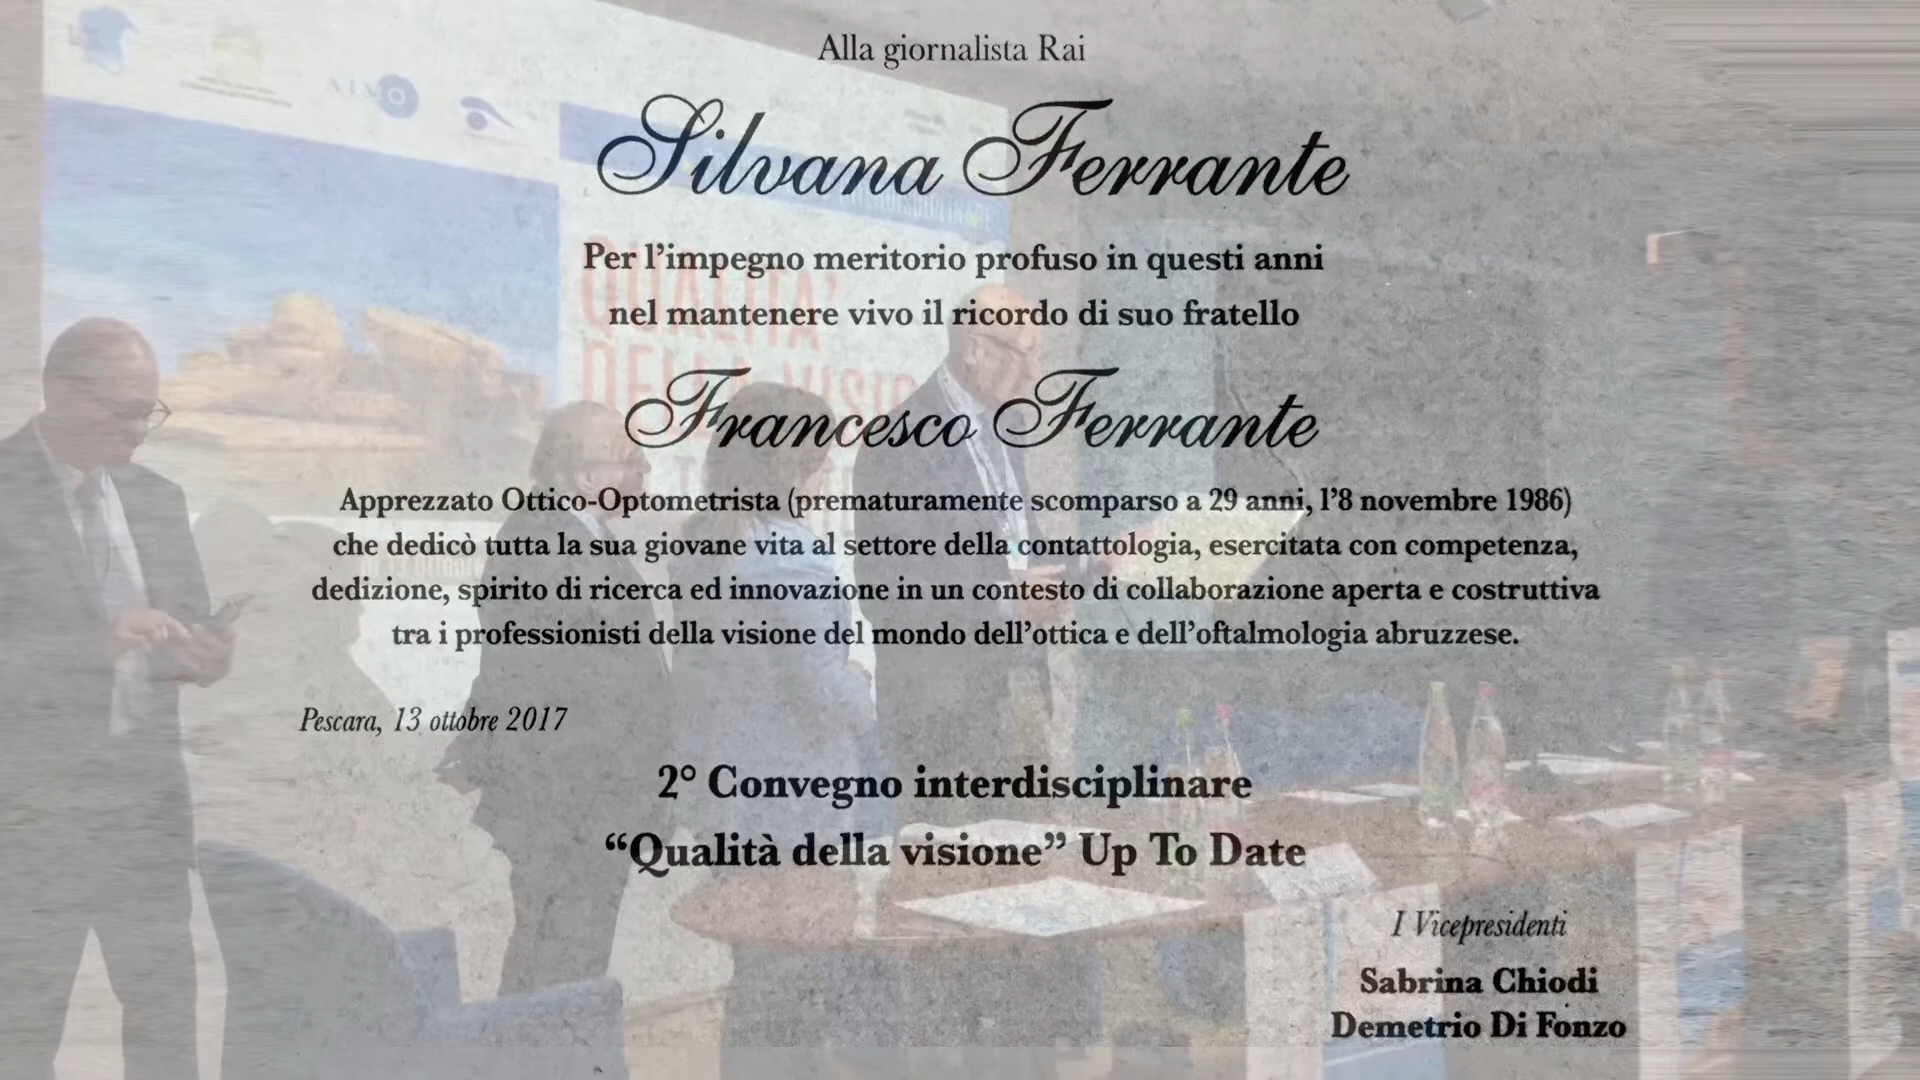 Alla giornalista Rai
Silvana Ferrante
Per l’impegno meritorio profuso in questi anni
nel mantenere vivo il ricordo di suo fratello
Francesco Ferrante
Apprezzato Ottico-Optometrista (prematuramente scomparso a 29 anni, l’8 novembre 1986)
che dedicò tutta la sua giovane vita al settore della contattologia, esercitata con competenza,
dedizione, spirito di ricerca ed innovazione in un contesto di collaborazione aperta e costruttiva
tra i professionisti della visione del mondo dell’ottica e dell’oftalmologia abruzzese.
Pescara, 13 ottobre 2017
2° Convegno interdisciplinare
“Qualità della visione” Up To Date
I Vicepresidenti
Sabrina Chiodi
Demetrio Di Fonzo
QUALITA’
DELLA VISIO